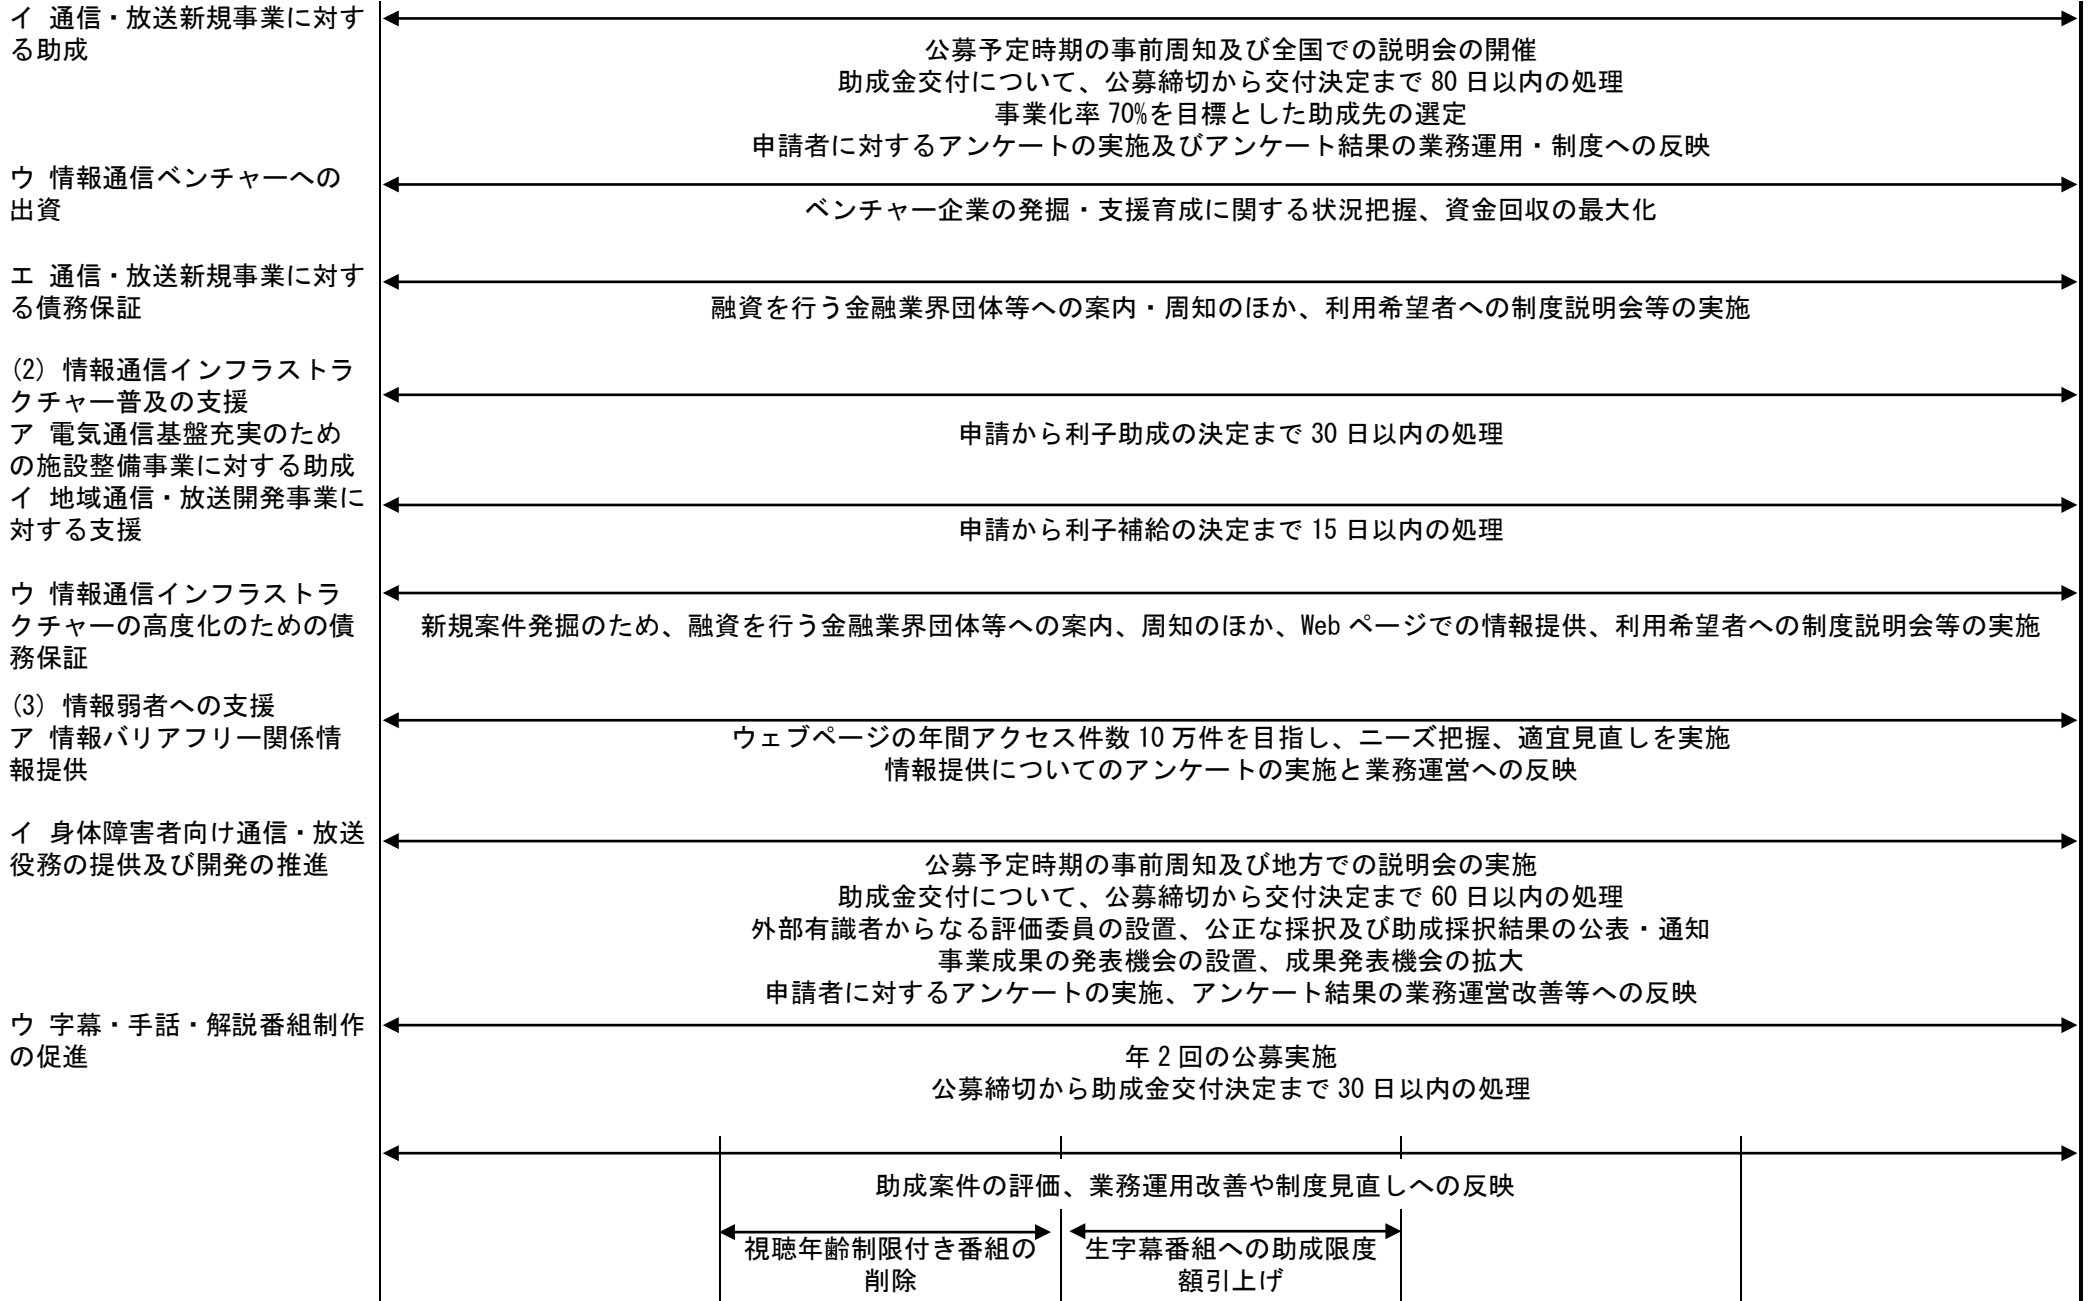 イ 通信・放送新規事業に対す
る助成
公募予定時期の事前周知及び全国での説明会の開催
助成金交付について、公募締切から交付決定まで 80 日以内の処理
事業化率 70%を目標とした助成先の選定
申請者に対するアンケートの実施及びアンケート結果の業務運用・制度への反映
ウ 情報通信ベンチャーへの
出資
ベンチャー企業の発掘・支援育成に関する状況把握、資金回収の最大化
エ 通信・放送新規事業に対す
る債務保証
融資を行う金融業界団体等への案内・周知のほか、利用希望者への制度説明会等の実施
(2) 情報通信インフラストラ
クチャー普及の支援
ア 電気通信基盤充実のため
の施設整備事業に対する助成
申請から利子助成の決定まで 30 日以内の処理
イ 地域通信・放送開発事業に
対する支援
申請から利子補給の決定まで 15 日以内の処理
ウ 情報通信インフラストラ
クチャーの高度化のための債
務保証
新規案件発掘のため、融資を行う金融業界団体等への案内、周知のほか、Web ページでの情報提供、利用希望者への制度説明会等の実施
(3) 情報弱者への支援
ア 情報バリアフリー関係情
報提供
ウェブページの年間アクセス件数 10 万件を目指し、ニーズ把握、適宜見直しを実施
情報提供についてのアンケートの実施と業務運営への反映
イ 身体障害者向け通信・放送
役務の提供及び開発の推進
公募予定時期の事前周知及び地方での説明会の実施
助成金交付について、公募締切から交付決定まで 60 日以内の処理
外部有識者からなる評価委員の設置、公正な採択及び助成採択結果の公表・通知
事業成果の発表機会の設置、成果発表機会の拡大
申請者に対するアンケートの実施、アンケート結果の業務運営改善等への反映
ウ 字幕・手話・解説番組制作
の促進
年 2 回の公募実施
公募締切から助成金交付決定まで 30 日以内の処理
助成案件の評価、業務運用改善や制度見直しへの反映
視聴年齢制限付き番組の
削除
生字幕番組への助成限度
額引上げ